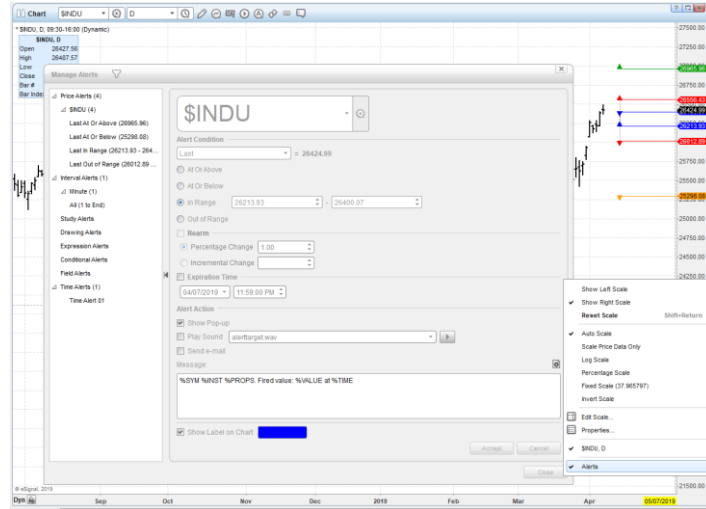 Chart $INDU D
* $INDU, D, 09:30-16:00 (Dynamic)
$INDU, D
Open 26427.56
High 26487.57
Low
Close
Bar #
Bar Index
Manage Alerts
Price Alerts (4)
$INDU (4)
Last At Or Above (26965.96)
Last At Or Below (25298.08)
Last In Range (26213.93 - 264...
Last Out of Range (26012.89 ...
Interval Alerts (1)
Minute (1)
All (1 to End)
Study Alerts
Drawing Alerts
Expression Alerts
Conditional Alerts
Field Alerts
Time Alerts (1)
Time Alert 01
$INDU
Alert Condition
Last = 26424.99
At Or Above
At Or Below
In Range 26213.93 - 26400.07
Out of Range
Rearm
Percentage Change 1.00
Incremental Change
Expiration Time
04/07/2019 11:59:00 PM
Alert Action
Show Pop-up
Play Sound alerttarget.wav
Send e-mail
Message:
%SYM %INST %PROPS. Fired value: %VALUE at %TIME
Show Label on Chart
Accept Cancel
Close
27500.00
27250.00
26965.96
26750.00
26556.43
26424.99
26213.93
26012.89
25750.00
25500.00
25298.08
25000.00
24750.00
24500.00
24250.00
Show Left Scale
Show Right Scale
Reset Scale Shift+Return
Auto Scale
Scale Price Data Only
Log Scale
Percentage Scale
Fixed Scale (37.965797)
Invert Scale
Edit Scale...
Properties...
$INDU, D
Alerts
21500.00
© eSignal, 2019
Dyn Sep Oct Nov Dec 2019 Feb Mar Apr 05/07/2019